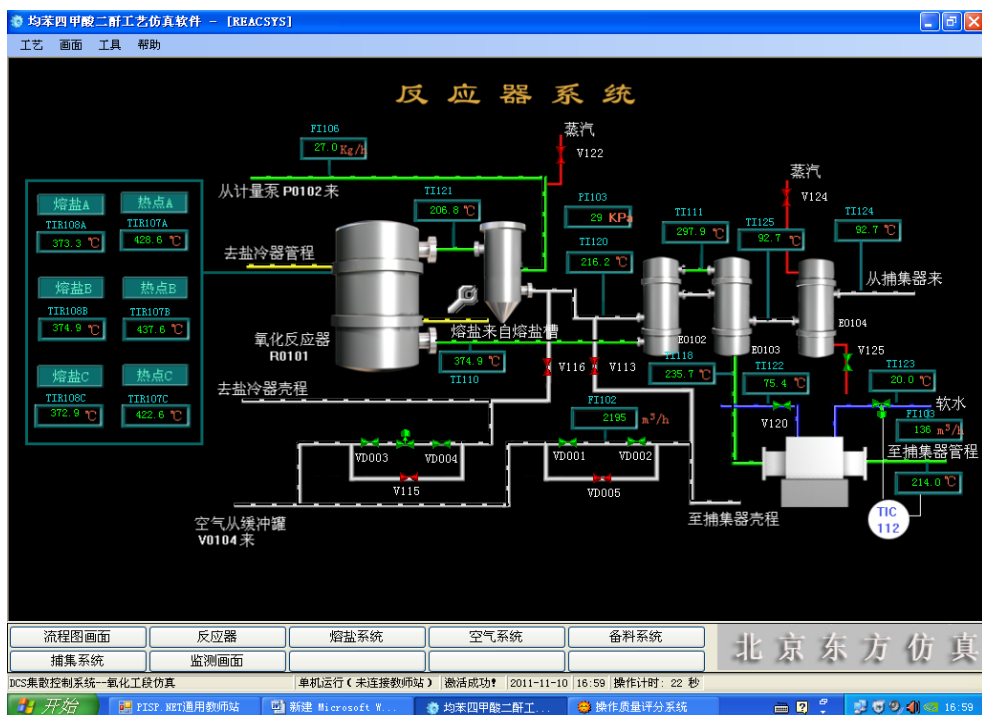 均苯四甲酸二酐工艺仿真软件 - [REACSYS]
工艺 画面 工具 帮助
反应器系统
FI106
27.0 Kg/h
蒸汽
V122
从计量泵 P0102 来
TI121
206.8 ℃
PI103
29 KPa
TI120
216.2 ℃
TI111
297.9 ℃
TI125
92.7 ℃
蒸汽
V124
TI124
92.7 ℃
从捕集器来
熔盐A
热点A
TIR108A
373.3 ℃
TIR107A
428.6 ℃
熔盐B
热点B
TIR108B
374.9 ℃
TIR107B
437.6 ℃
熔盐C
热点C
TIR108C
372.9 ℃
TIR107C
422.6 ℃
去盐冷器管程
氧化反应器
R0101
熔盐来自熔盐槽
374.9 ℃
TI110
V116
V113
E0102
E0103
E0104
TI118
235.7 ℃
TI122
75.4 ℃
V125
TI123
20.0 ℃
软水
V120
FI103
136 m³/h
至捕集器管程
214.0 ℃
TIC
112
去盐冷器壳程
FI102
2195 m³/h
VD003
VD004
V115
VD001
VD002
VD005
空气从缓冲罐
V0104 来
至捕集器壳程
流程图画面 反应器 熔盐系统 空气系统 备料系统
捕集系统 监测画面
北京东方仿真
DCS集散控制系统--氧化工段仿真 单机运行(未连接教师站) 激活成功! 2011-11-10 16:59 操作计时: 22 秒
开始 PISP.NET通用教师站 新建 Microsoft W... 均苯四甲酸二酐工... 操作质量评分系统 16:59